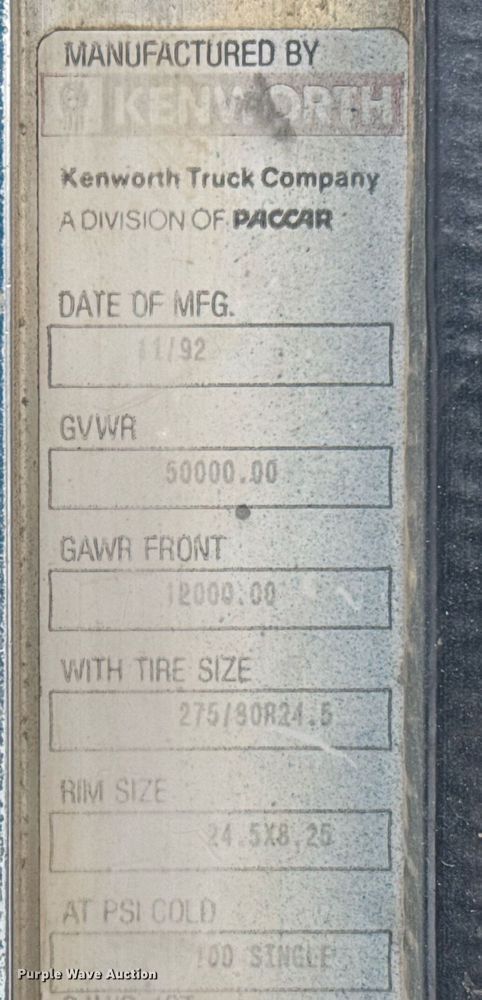 MANUFACTURED BY
KENWORTH
Kenworth Truck Company
A DIVISION OF PACCAR
DATE OF MFG.
11/92
GVWR
50000.00
GAWR FRONT
12000.00
WITH TIRE SIZE
275/80R24.5
RIM SIZE
24.5X8.25
AT PSI COLD
100 SINGLE
Purple Wave Auction